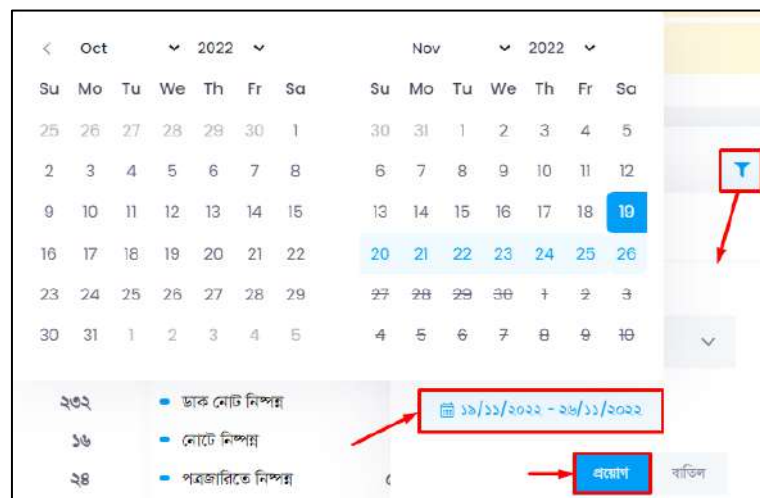 Oct 2022 Nov 2022
Su Mo Tu We Th Fr Sa Su Mo Tu We Th Fr Sa
25 26 27 28 29 30 1 30 31 1 2 3 4 5
2 3 4 5 6 7 8 6 7 8 9 10 11 12
9 10 11 12 13 14 15 13 14 15 16 17 18 19
16 17 18 19 20 21 22 20 21 22 23 24 25 26
23 24 25 26 27 28 29 27 28 29 30 1 2 3
30 31 1 2 3 4 5 4 5 6 7 8 9 10
২৩২ ডাক নোট নিষ্পন্ন ১৯/১১/২০২২ - ২৬/১১/২০২২
১৬ নোটে নিষ্পন্ন
২৪ পত্রজারিতে নিষ্পন্ন প্রয়োগ বাতিল